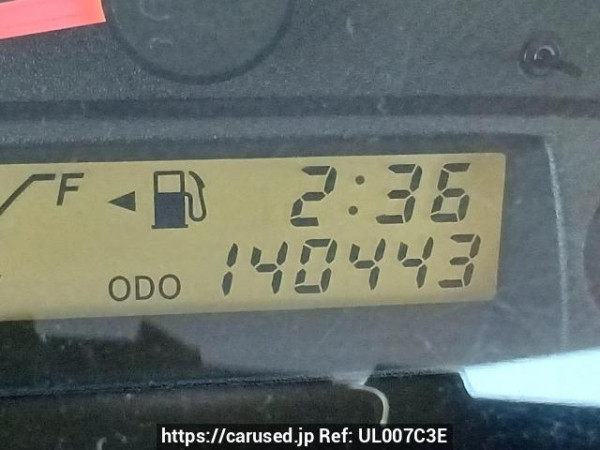 F 2:36
ODO 140443
https://carused.jp Ref: UL007C3E